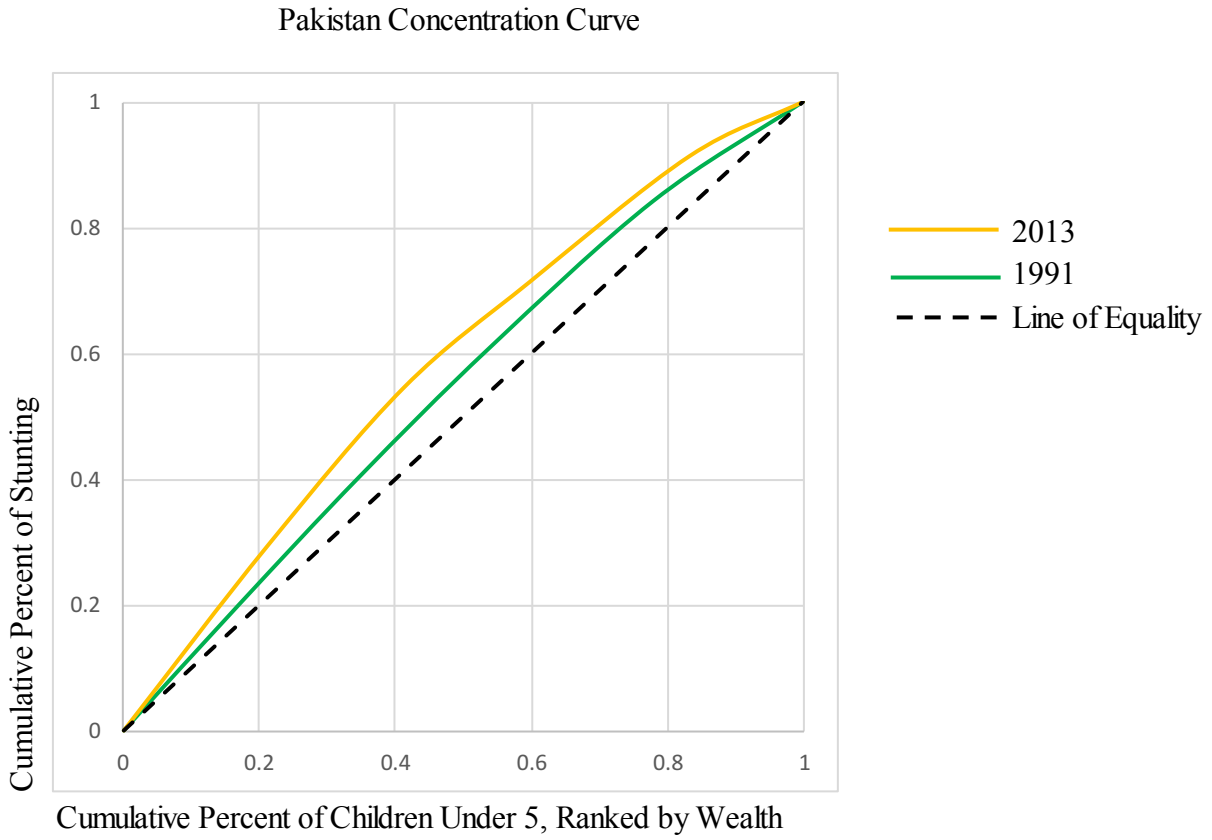 Pakistan Concentration Curve
Cumulative Percent of Stunting
1
0.8
0.6
0.4
0.2
0
0 0.2 0.4 0.6 0.8 1
Cumulative Percent of Children Under 5, Ranked by Wealth
2013
1991
Line of Equality